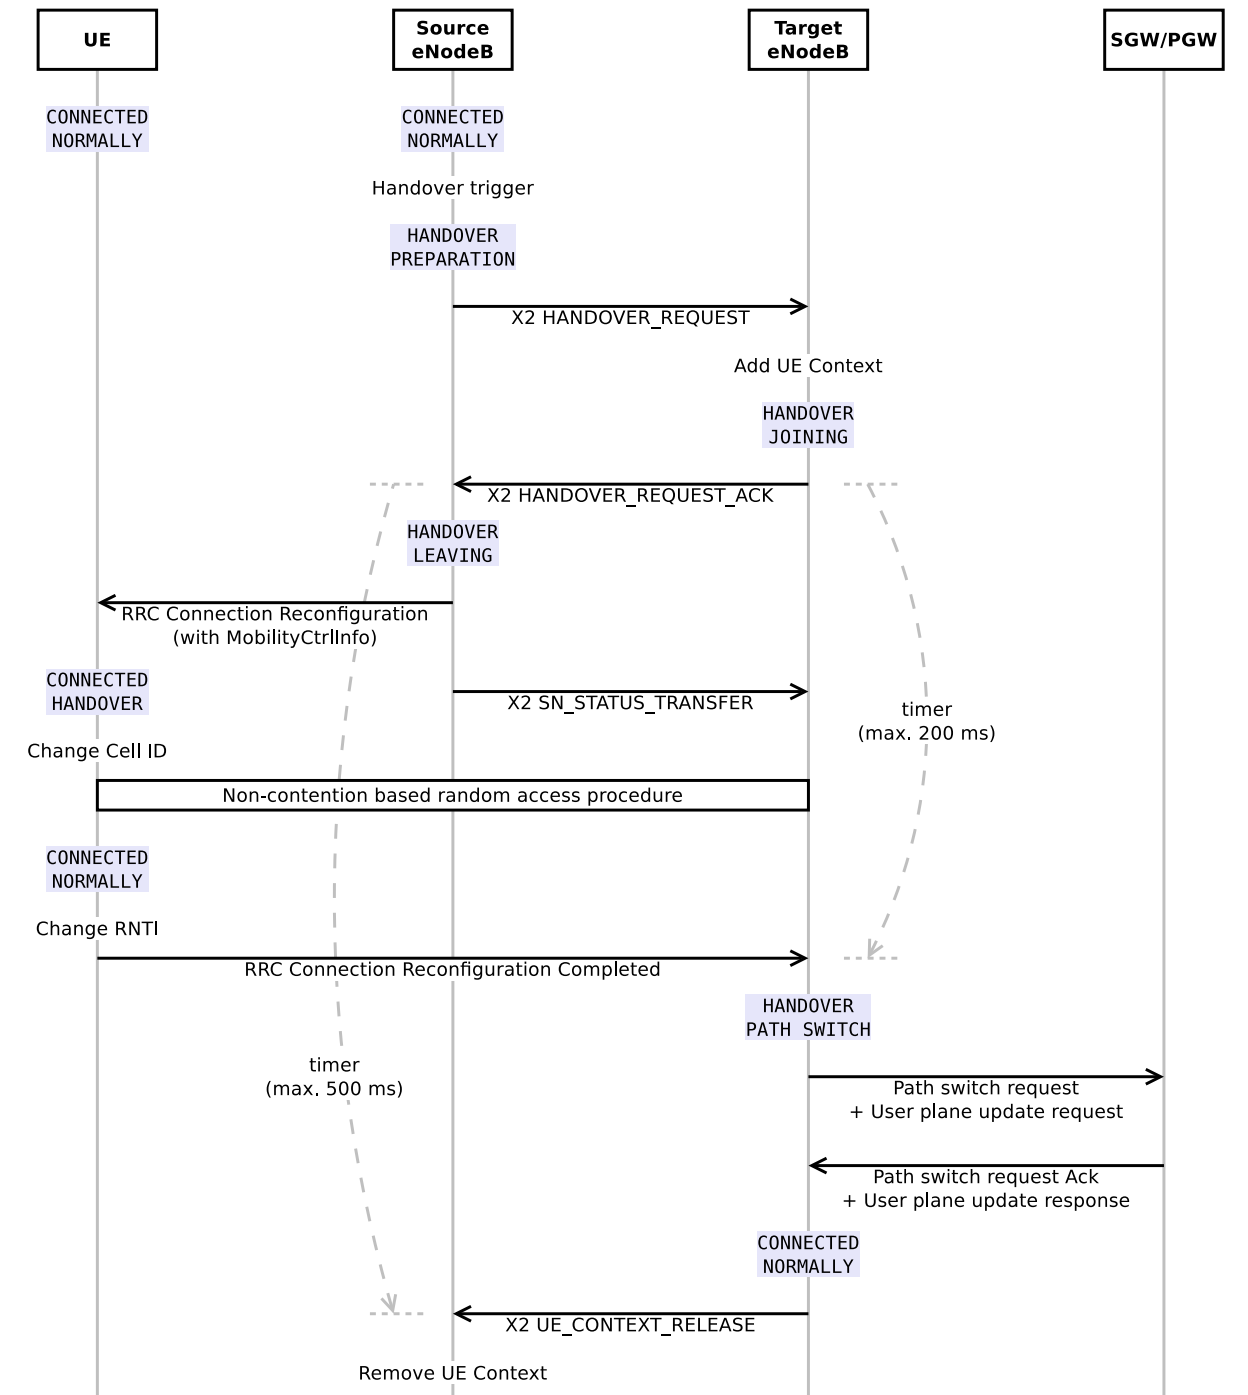 UE
Source
eNodeB
Target
eNodeB
SGW/PGW
CONNECTED
NORMALLY
CONNECTED
NORMALLY
Handover trigger
HANDOVER
PREPARATION
X2 HANDOVER_REQUEST
Add UE Context
HANDOVER
JOINING
X2 HANDOVER_REQUEST_ACK
HANDOVER
LEAVING
RRC Connection Reconfiguration
(with MobilityCtrlInfo)
CONNECTED
HANDOVER
X2 SN_STATUS_TRANSFER
timer
(max. 200 ms)
Change Cell ID
Non-contention based random access procedure
CONNECTED
NORMALLY
Change RNTI
RRC Connection Reconfiguration Completed
HANDOVER
PATH SWITCH
timer
(max. 500 ms)
Path switch request
+ User plane update request
Path switch request Ack
+ User plane update response
CONNECTED
NORMALLY
X2 UE_CONTEXT_RELEASE
Remove UE Context